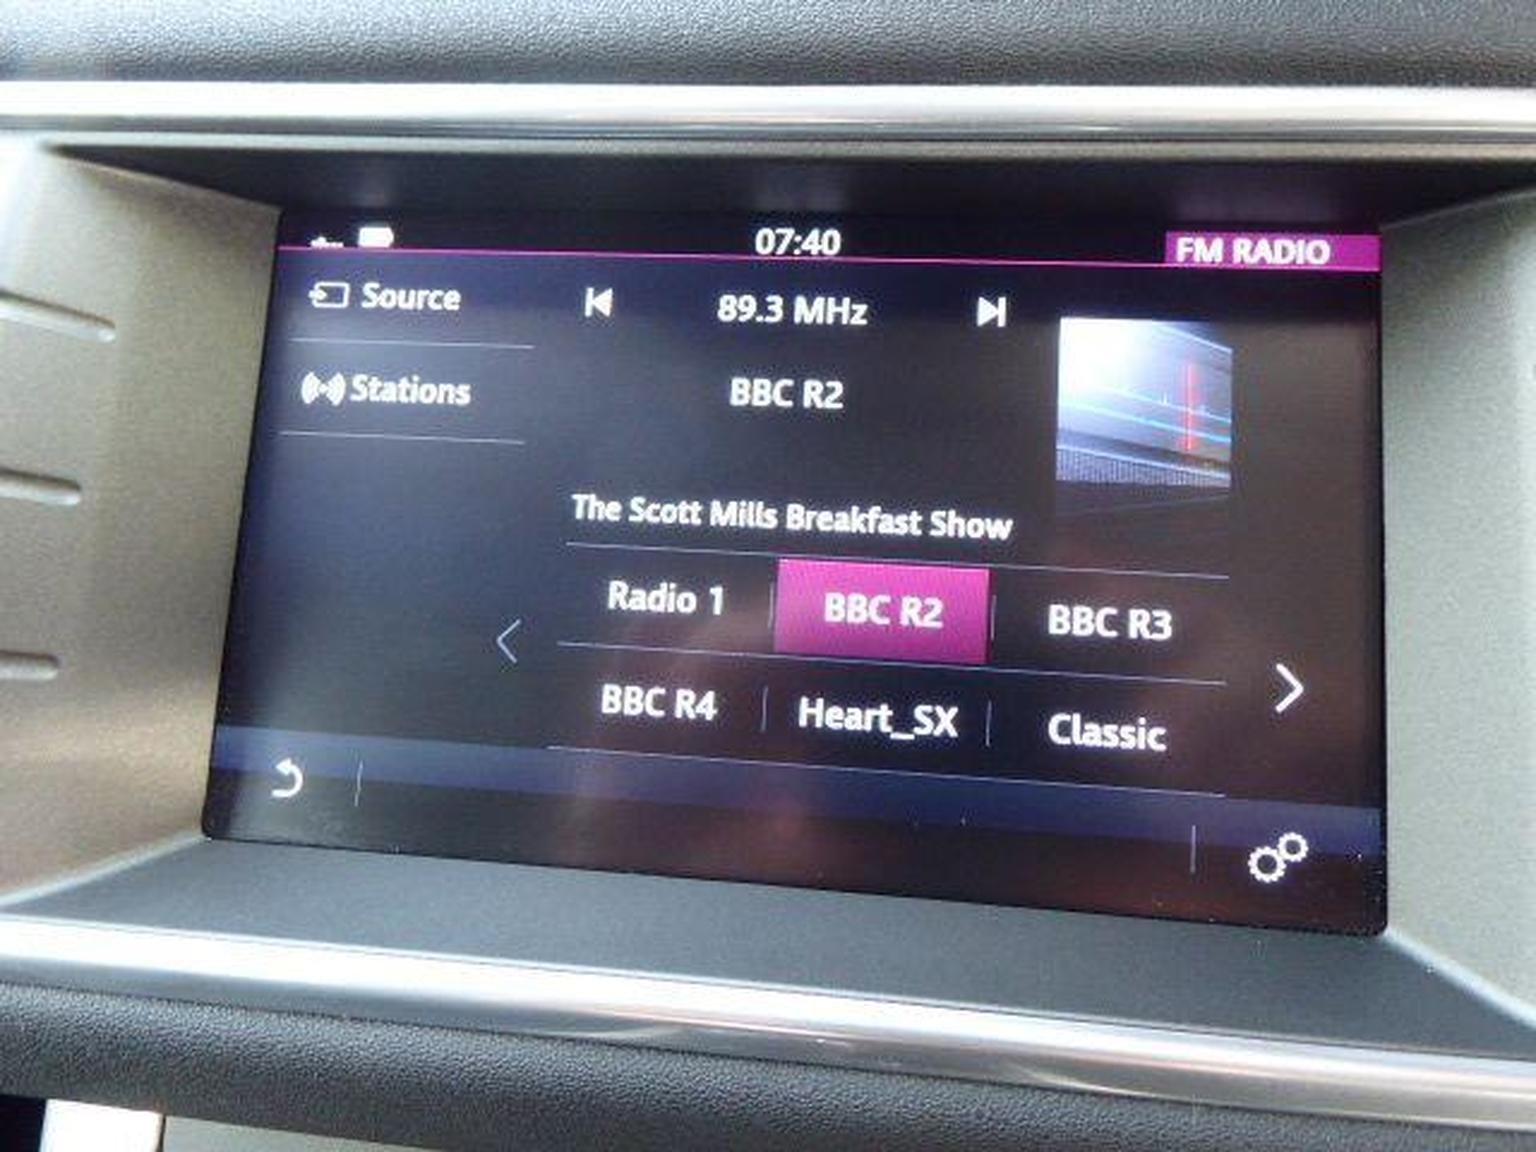 07:40
FM RADIO
Source
89.3 MHz
Stations
BBC R2
The Scott Mills Breakfast Show
Radio 1
BBC R2
BBC R3
BBC R4
Heart_SX
Classic